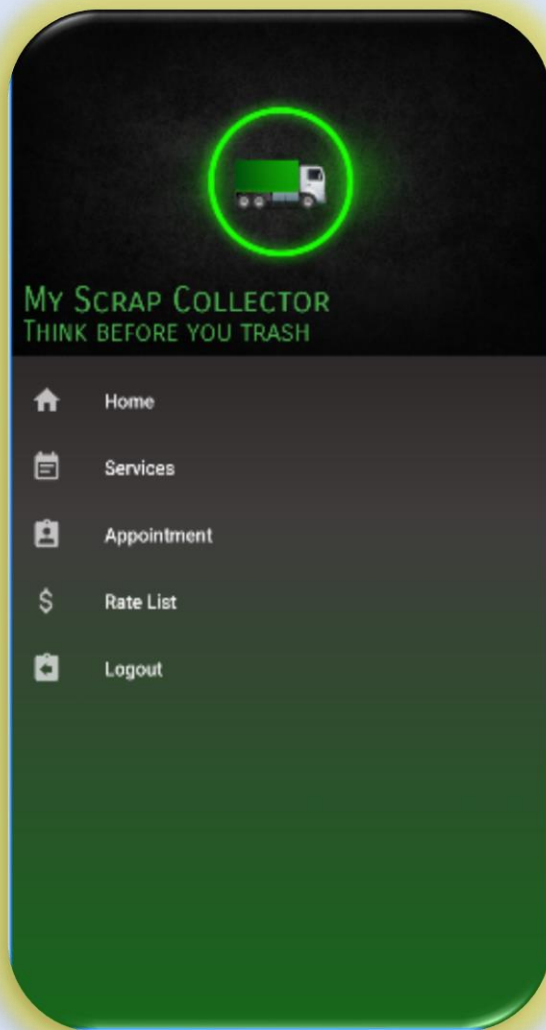 My Scrap Collector
Think before you trash
Home
Services
Appointment
Rate List
Logout